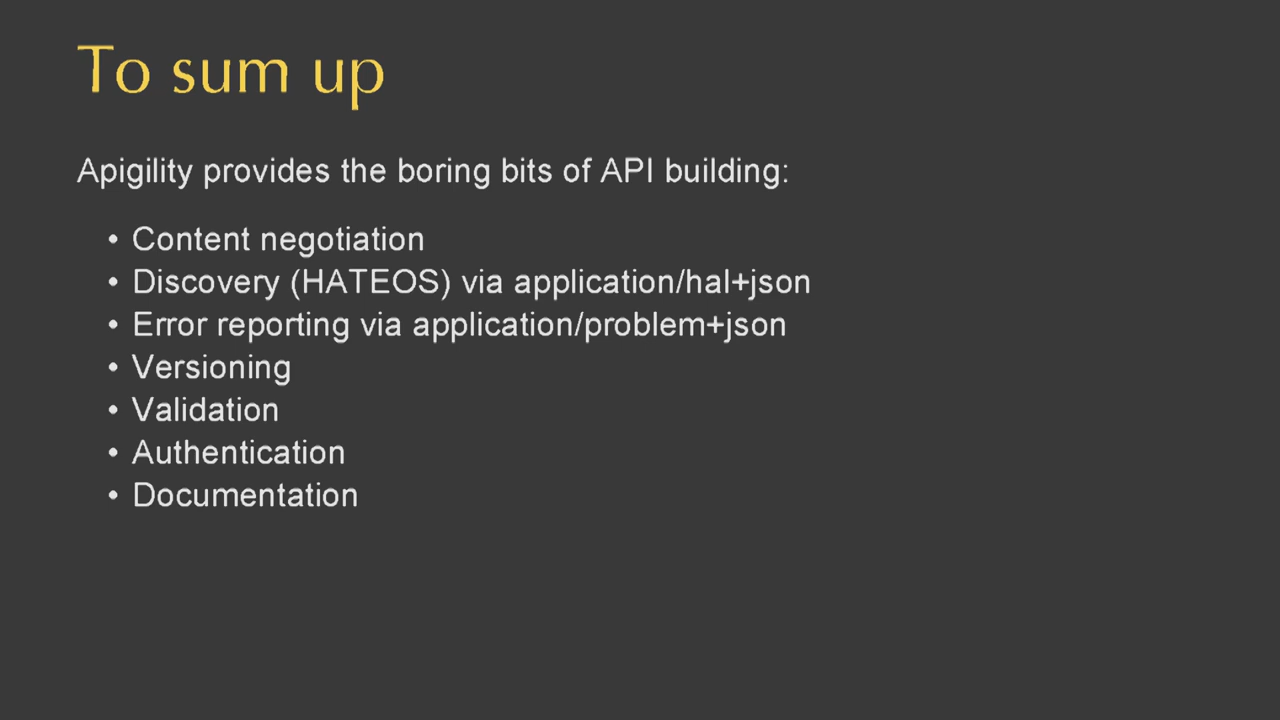 To sum up
Apigility provides the boring bits of API building:
• Content negotiation
• Discovery (HATEOS) via application/hal+json
• Error reporting via application/problem+json
• Versioning
• Validation
• Authentication
• Documentation